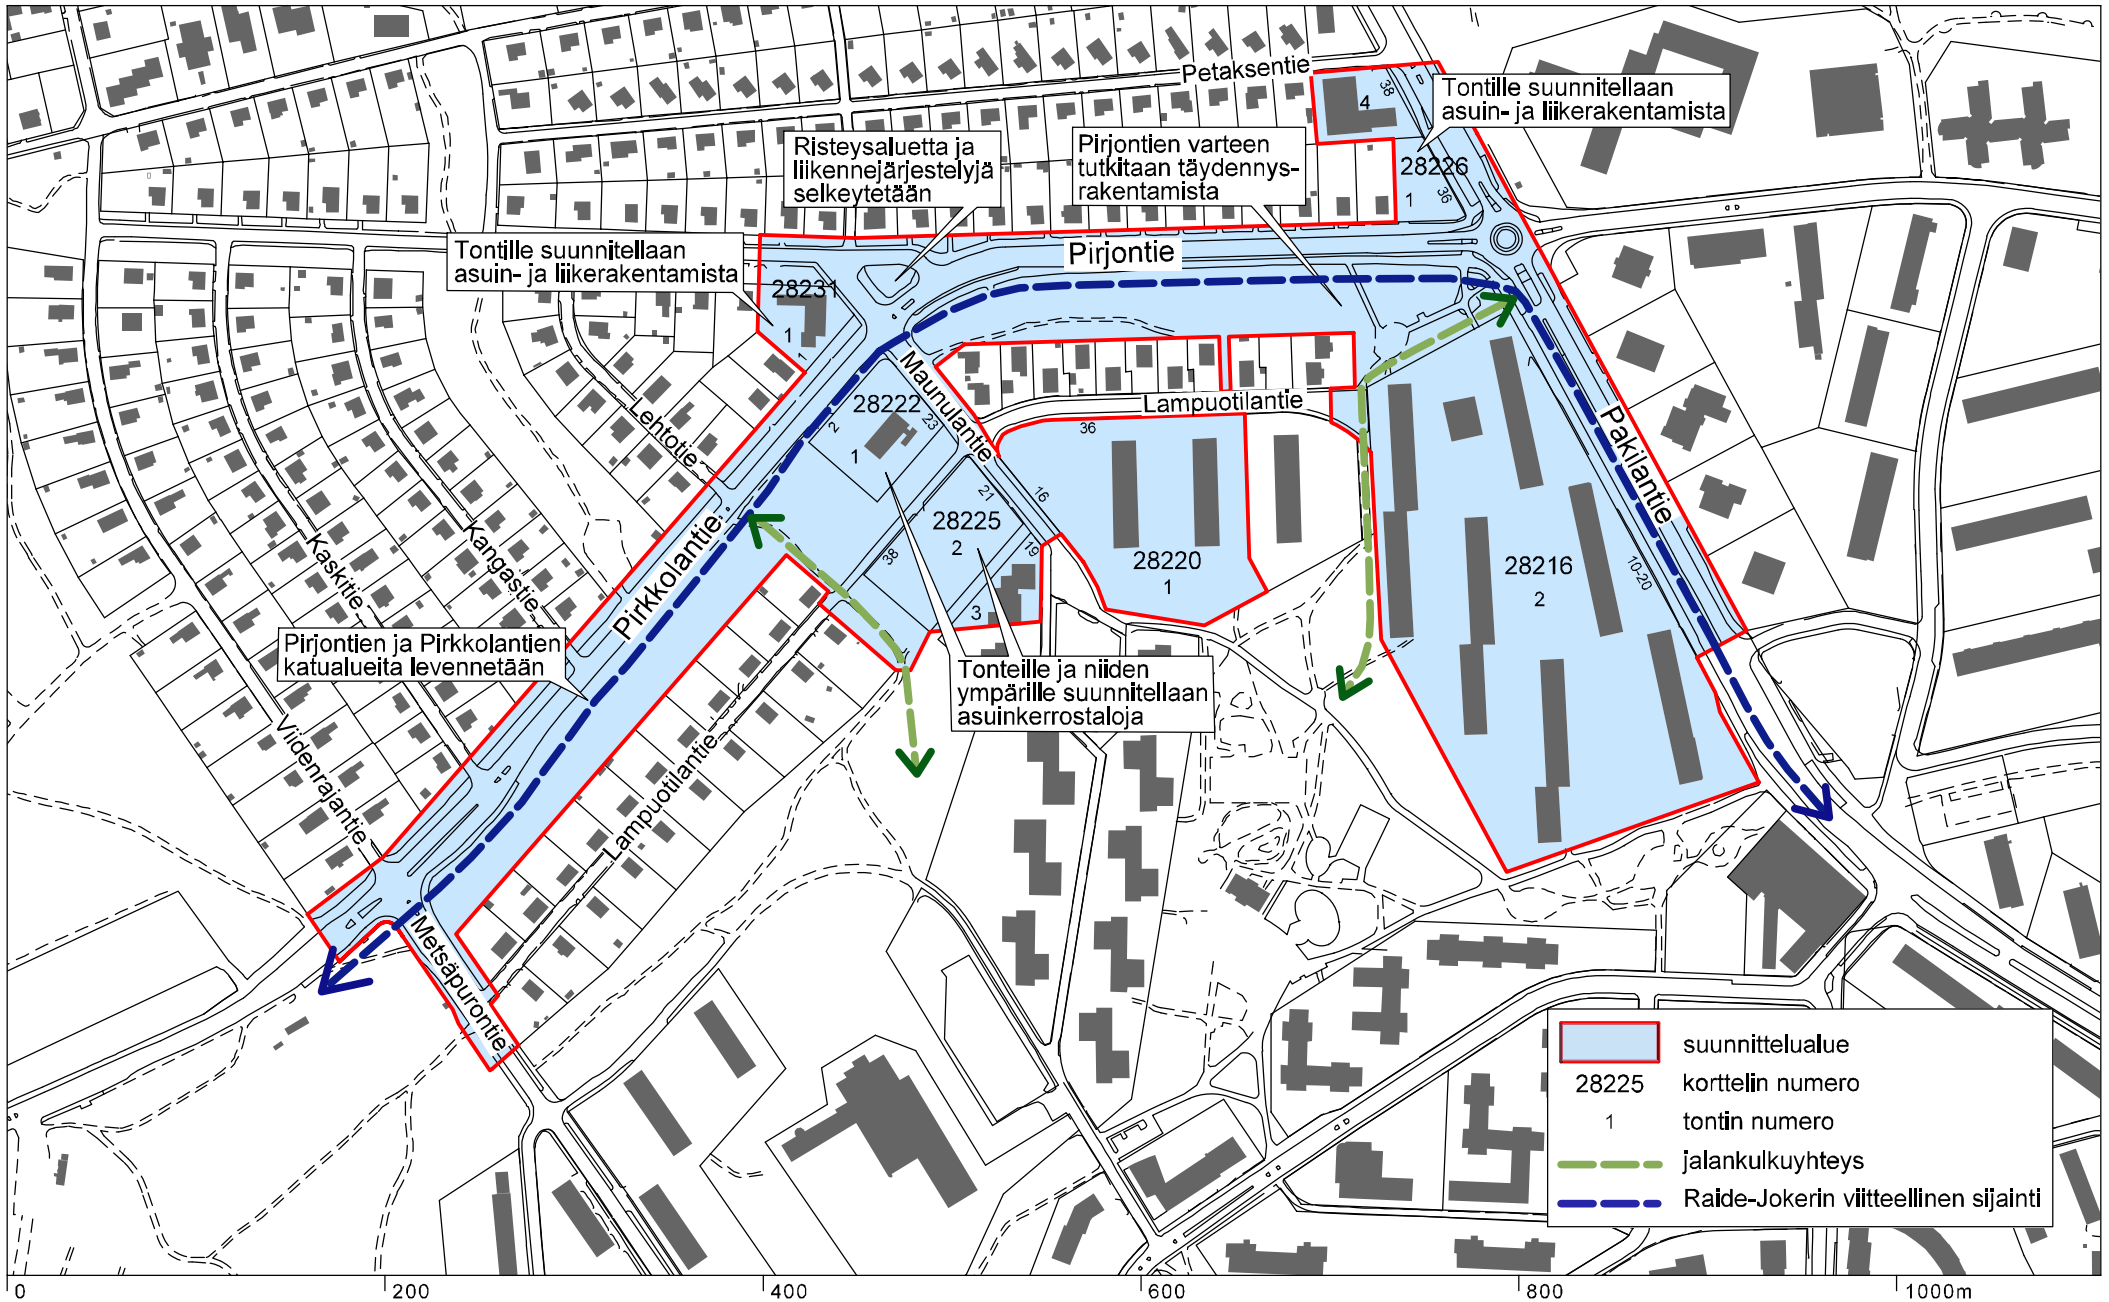 Petaksentie
Tontille suunnitellaan
asuin- ja liikerakentamista
38
4
Risteysaluetta ja
liikennejärjestelyjä
selkeytetään
Pirjontien varteen
tutkitaan täydennys-
rakentamista
28226
1
36
Tontille suunnitellaan
asuin- ja liikerakentamista
Pirjontie
28231
1
1
Maunulantie
28222
23
2
1
Lehtotie
Lampuotilantie
36
Pakilantie
7
21
16
28225
2
19
38
28220
1
28216
2
10-20
3
Kaskitie
Kangastie
Pirkkolantie
Pirjontien ja Pirkkolantien
katualueita levennetään
Tonteille ja niiden
ympärille suunnitellaan
asuinkerrostaloja
Viidenrajantie
Lampuotilantie
Metsäpurontie
suunnittelualue
28225 korttelin numero
1 tontin numero
jalankulkuyhteys
Raide-Jokerin viitteellinen sijainti
0 200 400 600 800 1000m